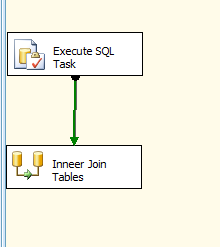 Execute SQL
Task
Inneer Join
Tables